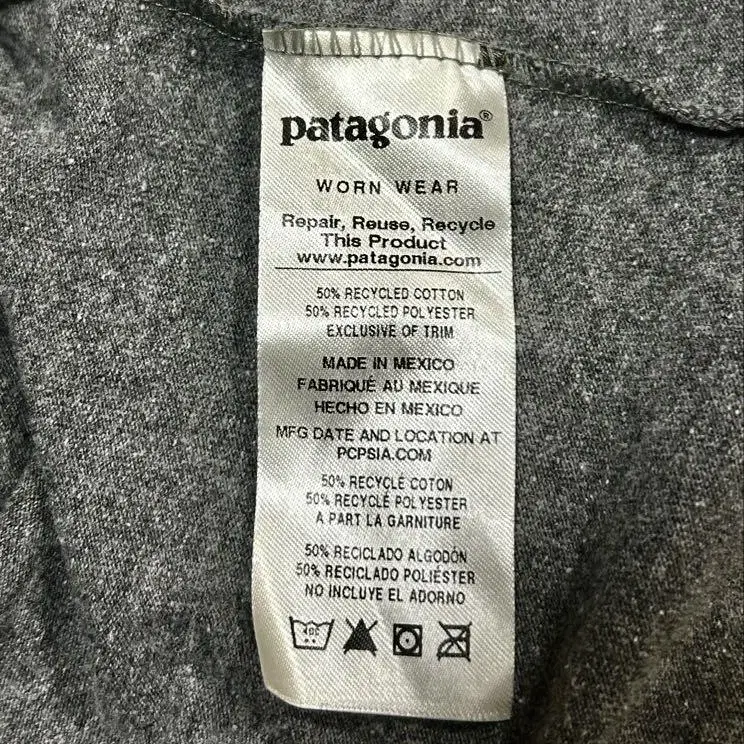 patagonia®
WORN WEAR
Repair, Reuse, Recycle
This Product
www.patagonia.com
50% RECYCLED COTTON
50% RECYCLED POLYESTER
EXCLUSIVE OF TRIM
MADE IN MEXICO
FABRIQUÉ AU MEXIQUE
HECHO EN MEXICO
MFG DATE AND LOCATION AT
PCPSIA.COM
50% RECYCLÉ COTON
50% RECYCLÉ POLYESTER
A PART LA GARNITURE
50% RECICLADO ALGODÓN
50% RECICLADO POLIÉSTER
NO INCLUYE EL ADORNO